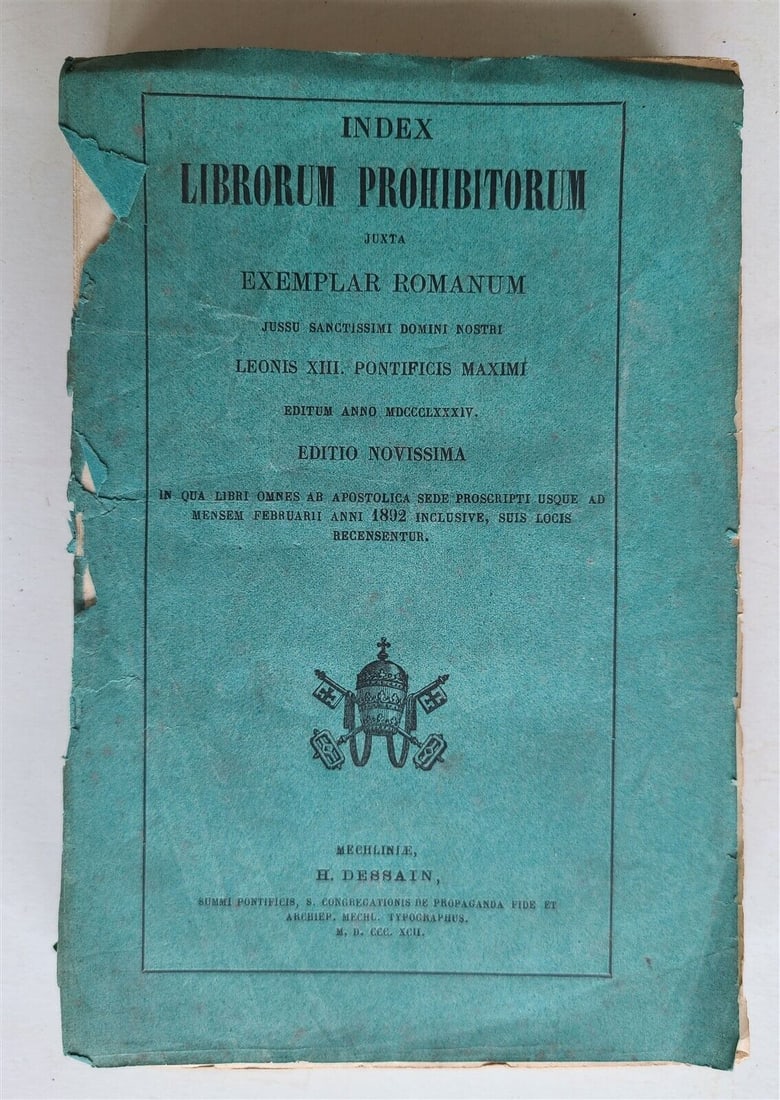 INDEX
LIBRORUM PROHIBITORUM
JUXTA
EXEMPLAR ROMANUM
JUSSU SANCTISSIMI DOMINI NOSTRI
LEONIS XIII. PONTIFICIS MAXIMI
EDITUM ANNO MDCCCLXXXIV.
EDITIO NOVISSIMA
IN QUA LIBRI OMNES AB APOSTOLICA SEDE PROSCRIPTI USQUE AD
MENSEM FEBRUARII ANNI 1892 INCLUSIVE, SUIS LOCIS
RECENSENTUR.
MECHLINIÆ,
H. DESSAIN,
SUMMI PONTIFICIS, S. CONGREGATIONIS DE PROPAGANDA FIDE ET
ARCHIEP. MECHL. TYPOGRAPHUS.
M. D. CCC. XCII.